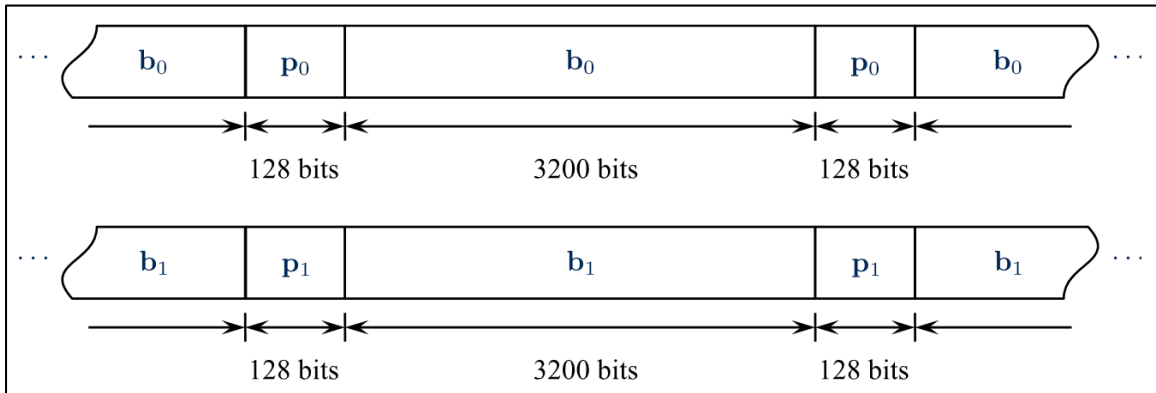 ··· b₀ p₀ b₀ p₀ b₀ ···
128 bits 3200 bits 128 bits
··· b₁ p₁ b₁ p₁ b₁ ···
128 bits 3200 bits 128 bits